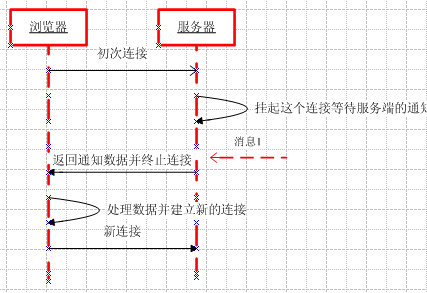 浏览器
服务器
初次连接
挂起这个连接等待服务端的通知
消息1
返回通知数据并终止连接
处理数据并建立新的连接
新连接